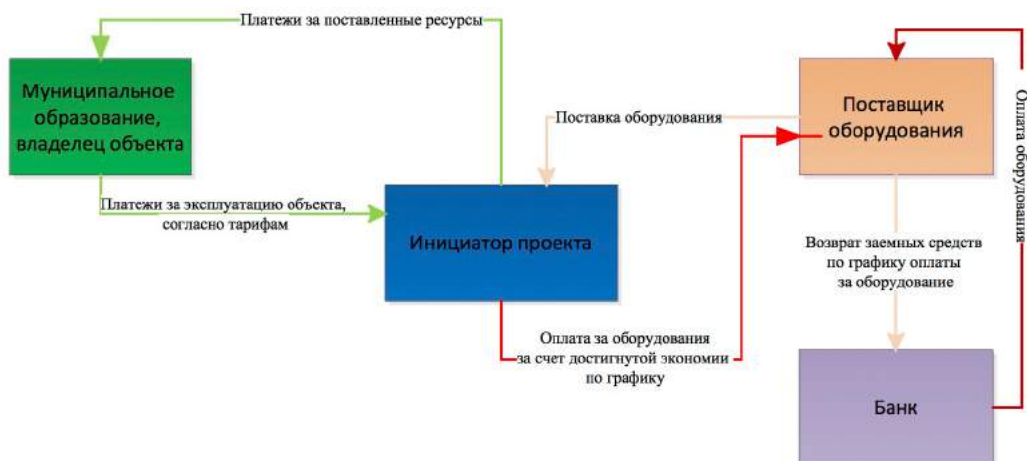 Платежи за поставленные ресурсы
Муниципальное
образование,
владелец объекта
Поставщик
оборудования
Поставка оборудования
Оплата оборудования
Платежи за эксплуатацию объекта,
согласно тарифам
Инициатор проекта
Возврат заемных средств
по графику оплаты
за оборудование
Оплата за оборудования
за счет достигнутой экономии
по графику
Банк